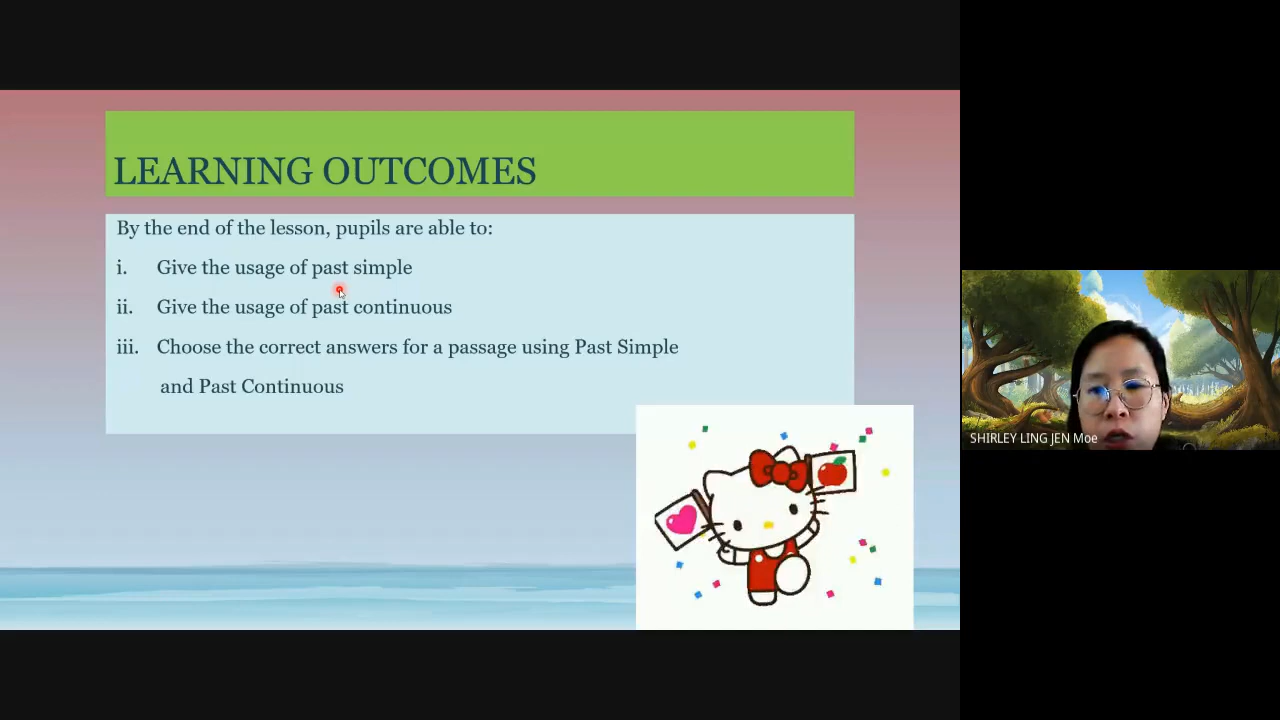 LEARNING OUTCOMES
By the end of the lesson, pupils are able to:
i. Give the usage of past simple
ii. Give the usage of past continuous
iii. Choose the correct answers for a passage using Past Simple
and Past Continuous
SHIRLEY LING JEN Moe